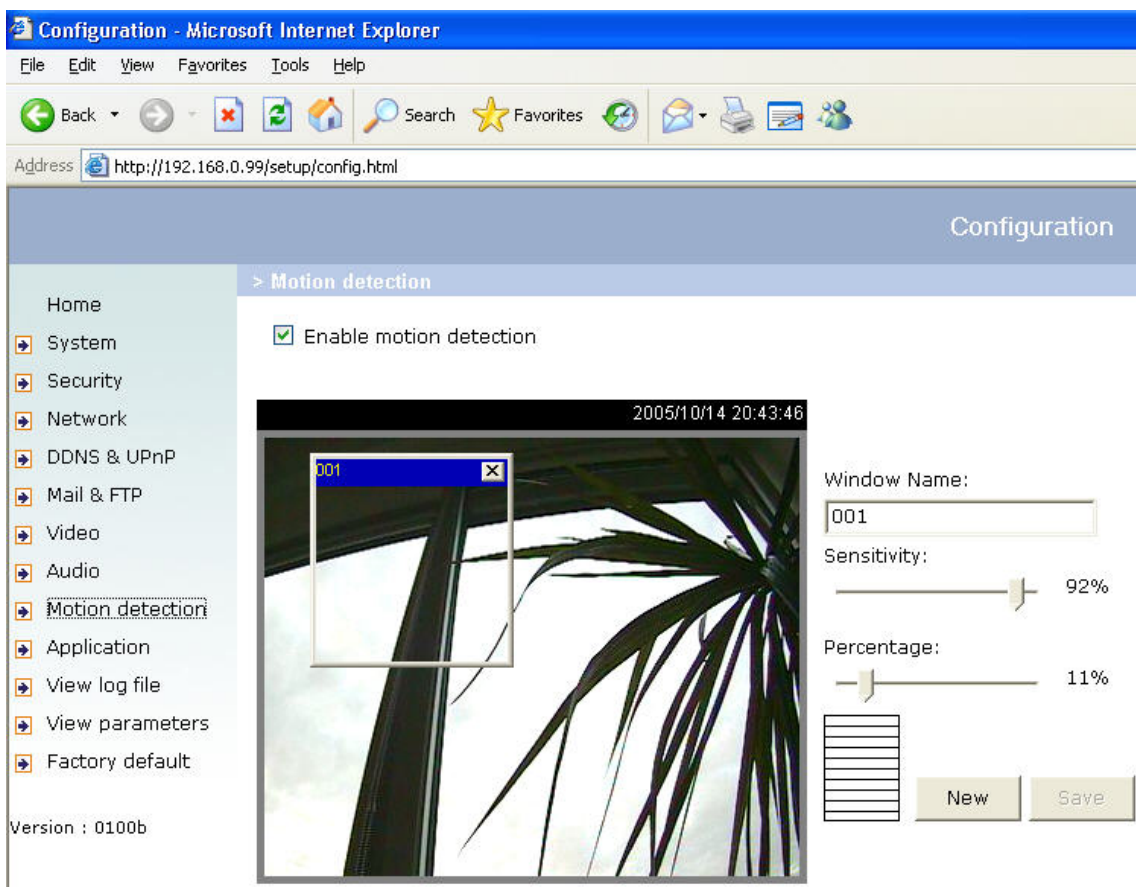 Configuration - Microsoft Internet Explorer
File Edit View Favorites Tools Help
Back Search Favorites
Address http://192.168.0.99/setup/config.html
Configuration
> Motion detection
Home
System
Security
Network
DDNS & UPnP
Mail & FTP
Video
Audio
Motion detection
Application
View log file
View parameters
Factory default
Version : 0100b
Enable motion detection
2005/10/14 20:43:46
001
Window Name:
001
Sensitivity:
92%
Percentage:
11%
New Save